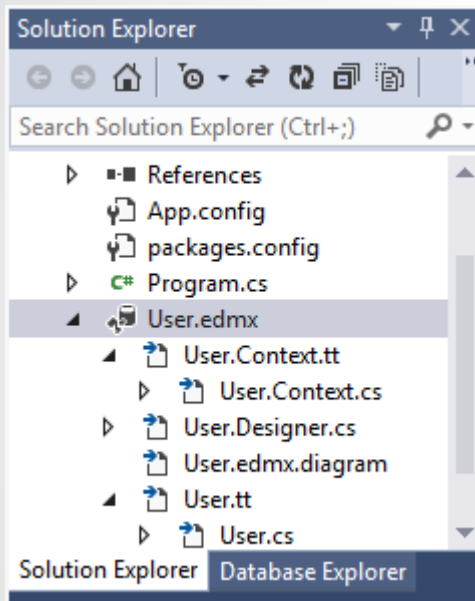 Solution Explorer
Search Solution Explorer (Ctrl+;)
References
App.config
packages.config
C# Program.cs
User.edmx
User.Context.tt
User.Context.cs
User.Designer.cs
User.edmx.diagram
User.tt
User.cs
Solution Explorer Database Explorer